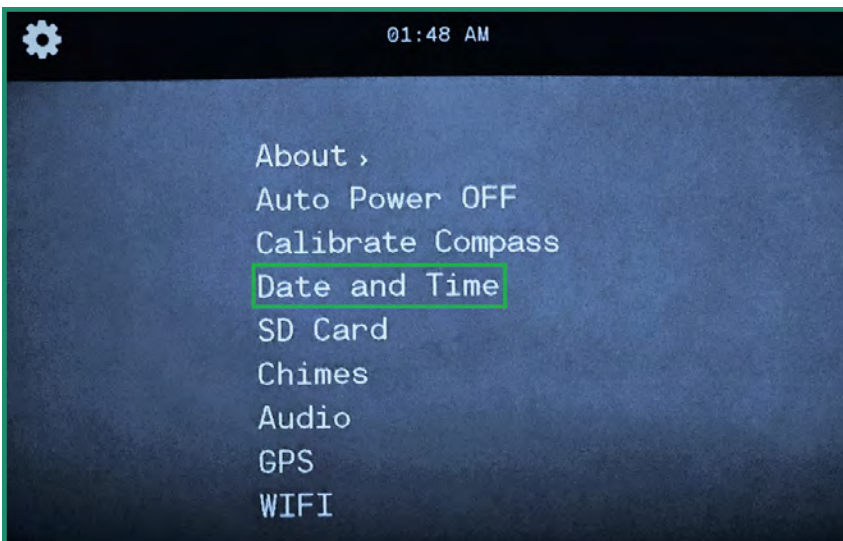 01:48 AM
About ›
Auto Power OFF
Calibrate Compass
Date and Time
SD Card
Chimes
Audio
GPS
WIFI